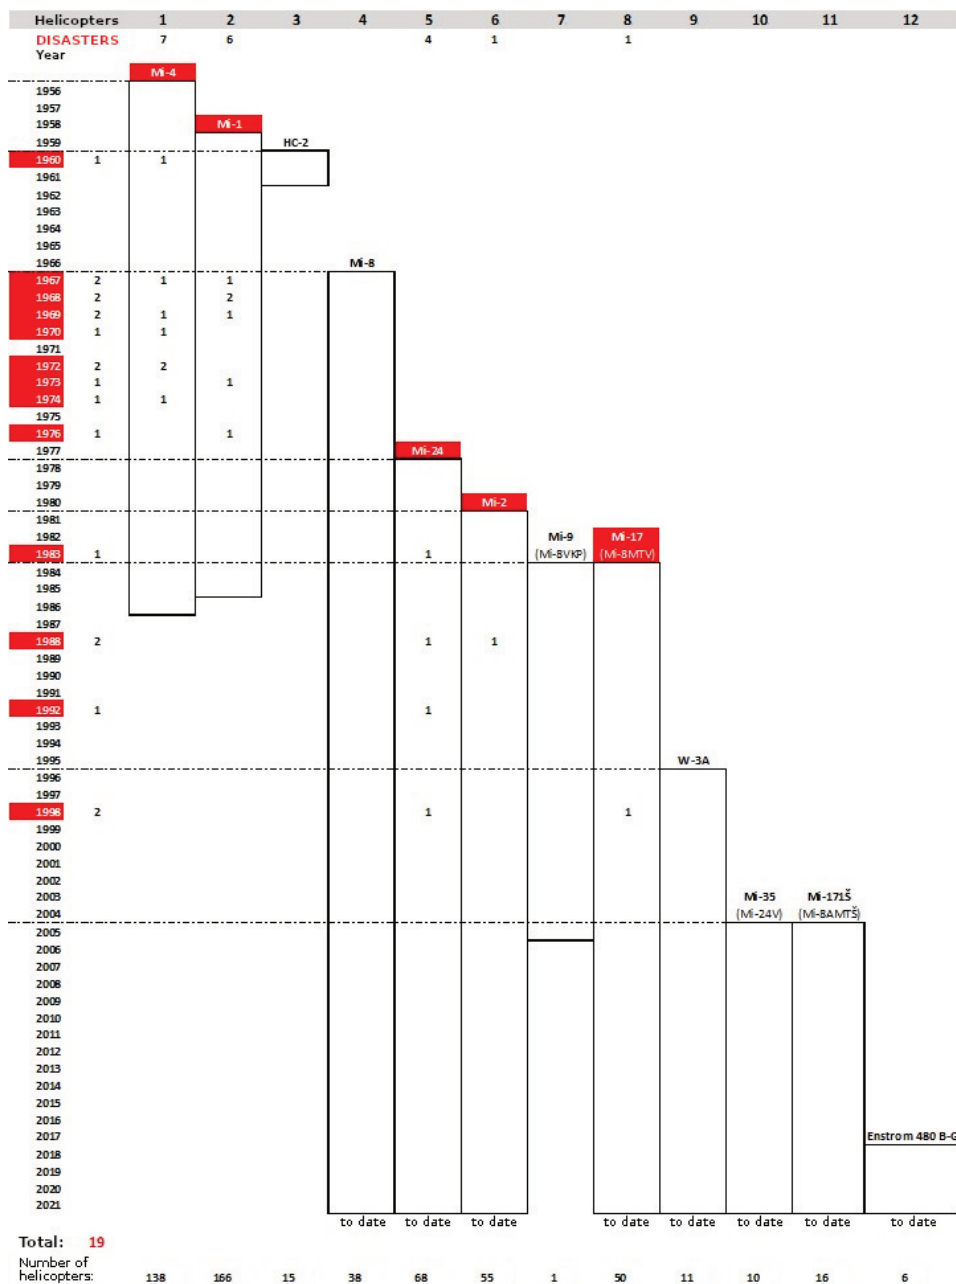 Helicopters 1 2 3 4 5 6 7 8 9 10 11 12
DISASTERS 7 6 4 1 1
Year
Mi-4
1956
1957
1958 Mi-1
1959 HC-2
1960 1 1
1961
1962
1963
1964
1965
1966 Mi-8
1967 2 1 1
1968 2 2
1969 2 1 1
1970 1 1
1971
1972 2 2
1973 1 1
1974 1 1
1975
1976 1 1
1977 Mi-24
1978
1979
1980 Mi-2
1981
1982 Mi-9 Mi-17
1983 1 1 (Mi-8VKP) (Mi-8MTV)
1984
1985
1986
1987
1988 2 1 1
1989
1990
1991
1992 1 1
1993
1994
1995 W-3A
1996
1997
1998 2 1 1
1999
2000
2001
2002
2003 Mi-35 Mi-171Š
2004 (Mi-24V) (Mi-8AMTŠ)
2005
2006
2007
2008
2009
2010
2011
2012
2013
2014
2015
2016
2017 Enstrom 480 B-G
2018
2019
2020
2021
to date to date to date to date to date to date to date to date
Total: 19
Number of
helicopters: 138 166 15 38 68 55 1 50 11 10 16 6